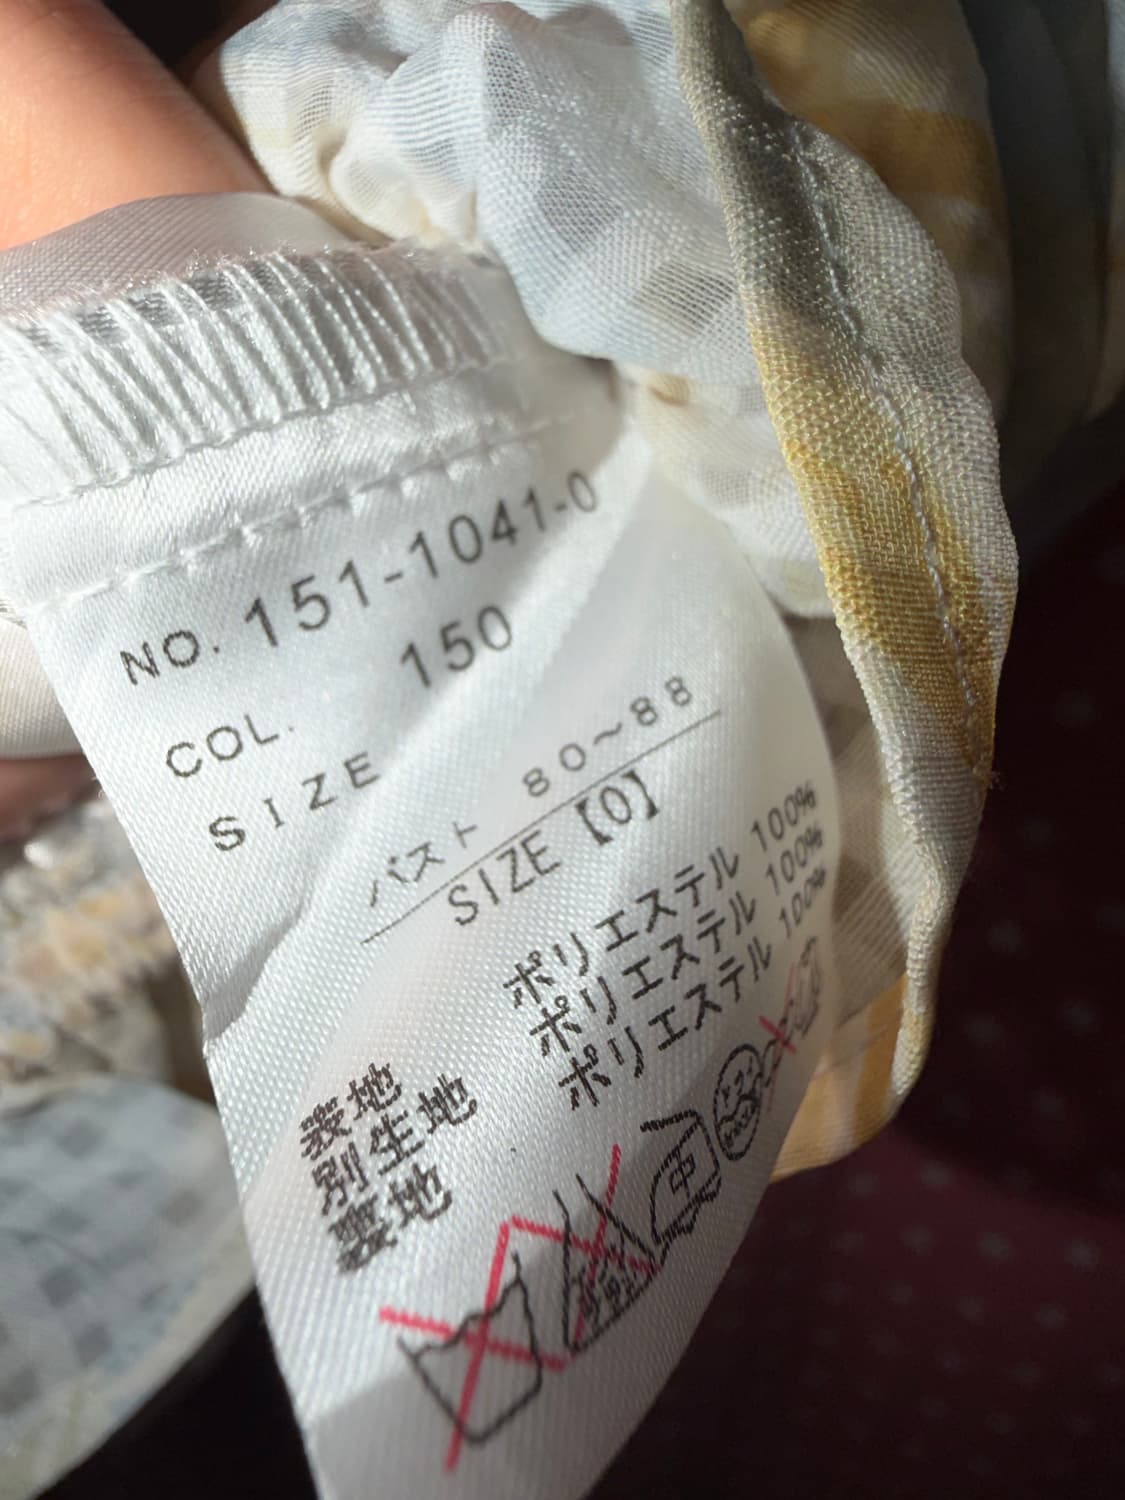 NO. 151-1041-0
COL. 150
SIZE
バスト 80~88
SIZE【0】
表地 ポリエステル 100%
別生地 ポリエステル 100%
裏地 ポリエステル 100%
中